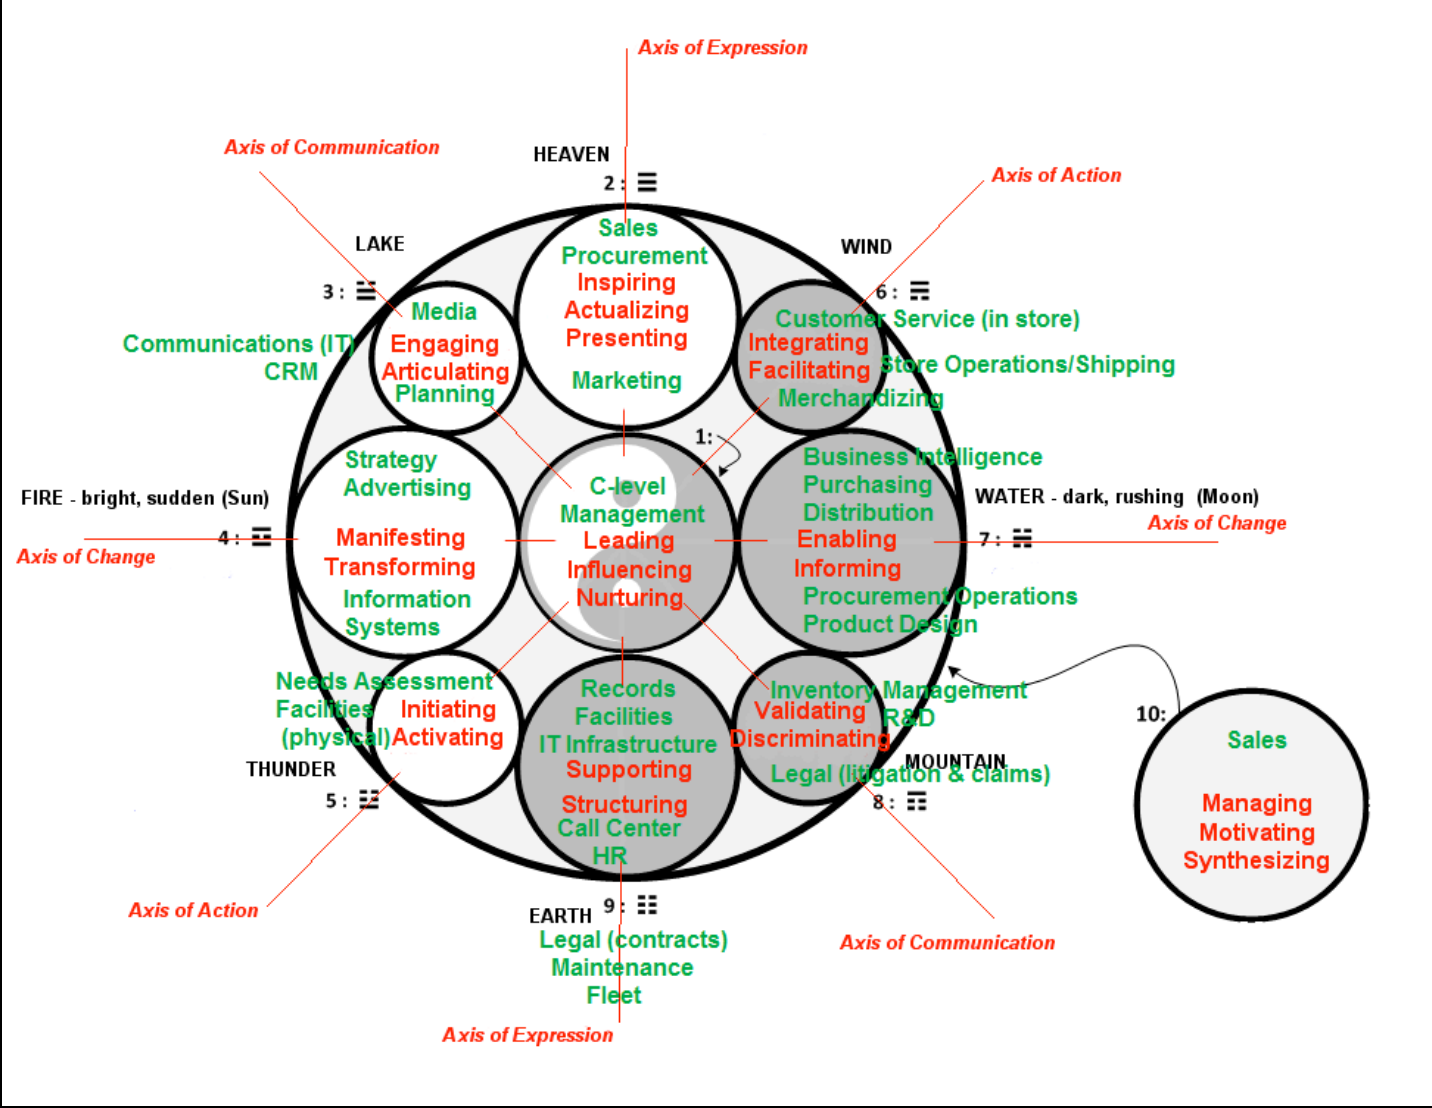 Axis of Expression
Axis of Communication
HEAVEN
2: ☰
Axis of Action
LAKE
3: ☱
WIND
6: ☴
Sales
Procurement
Inspiring
Actualizing
Presenting
Marketing
Media
Engaging
Articulating
Planning
Communications (IT)
CRM
Customer Service (in store)
Integrating
Facilitating
Store Operations/Shipping
Merchandizing
1:
Strategy
Advertising
Manifesting
Transforming
Information
Systems
FIRE - bright, sudden (Sun)
4: ☲
Axis of Change
C-level
Management
Leading
Influencing
Nurturing
Business Intelligence
Purchasing
Distribution
Enabling
Informing
Procurement Operations
Product Design
WATER - dark, rushing (Moon)
Axis of Change
7: ☵
Needs Assessment
Facilities
(physical)
Initiating
Activating
THUNDER
5: ☳
Records
Facilities
IT Infrastructure
Supporting
Structuring
Call Center
HR
Inventory Management
Validating
R&D
Discriminating
Legal (litigation & claims)
MOUNTAIN
8: ☶
10:
Sales
Managing
Motivating
Synthesizing
Axis of Action
EARTH
9: ☷
Legal (contracts)
Maintenance
Fleet
Axis of Communication
Axis of Expression